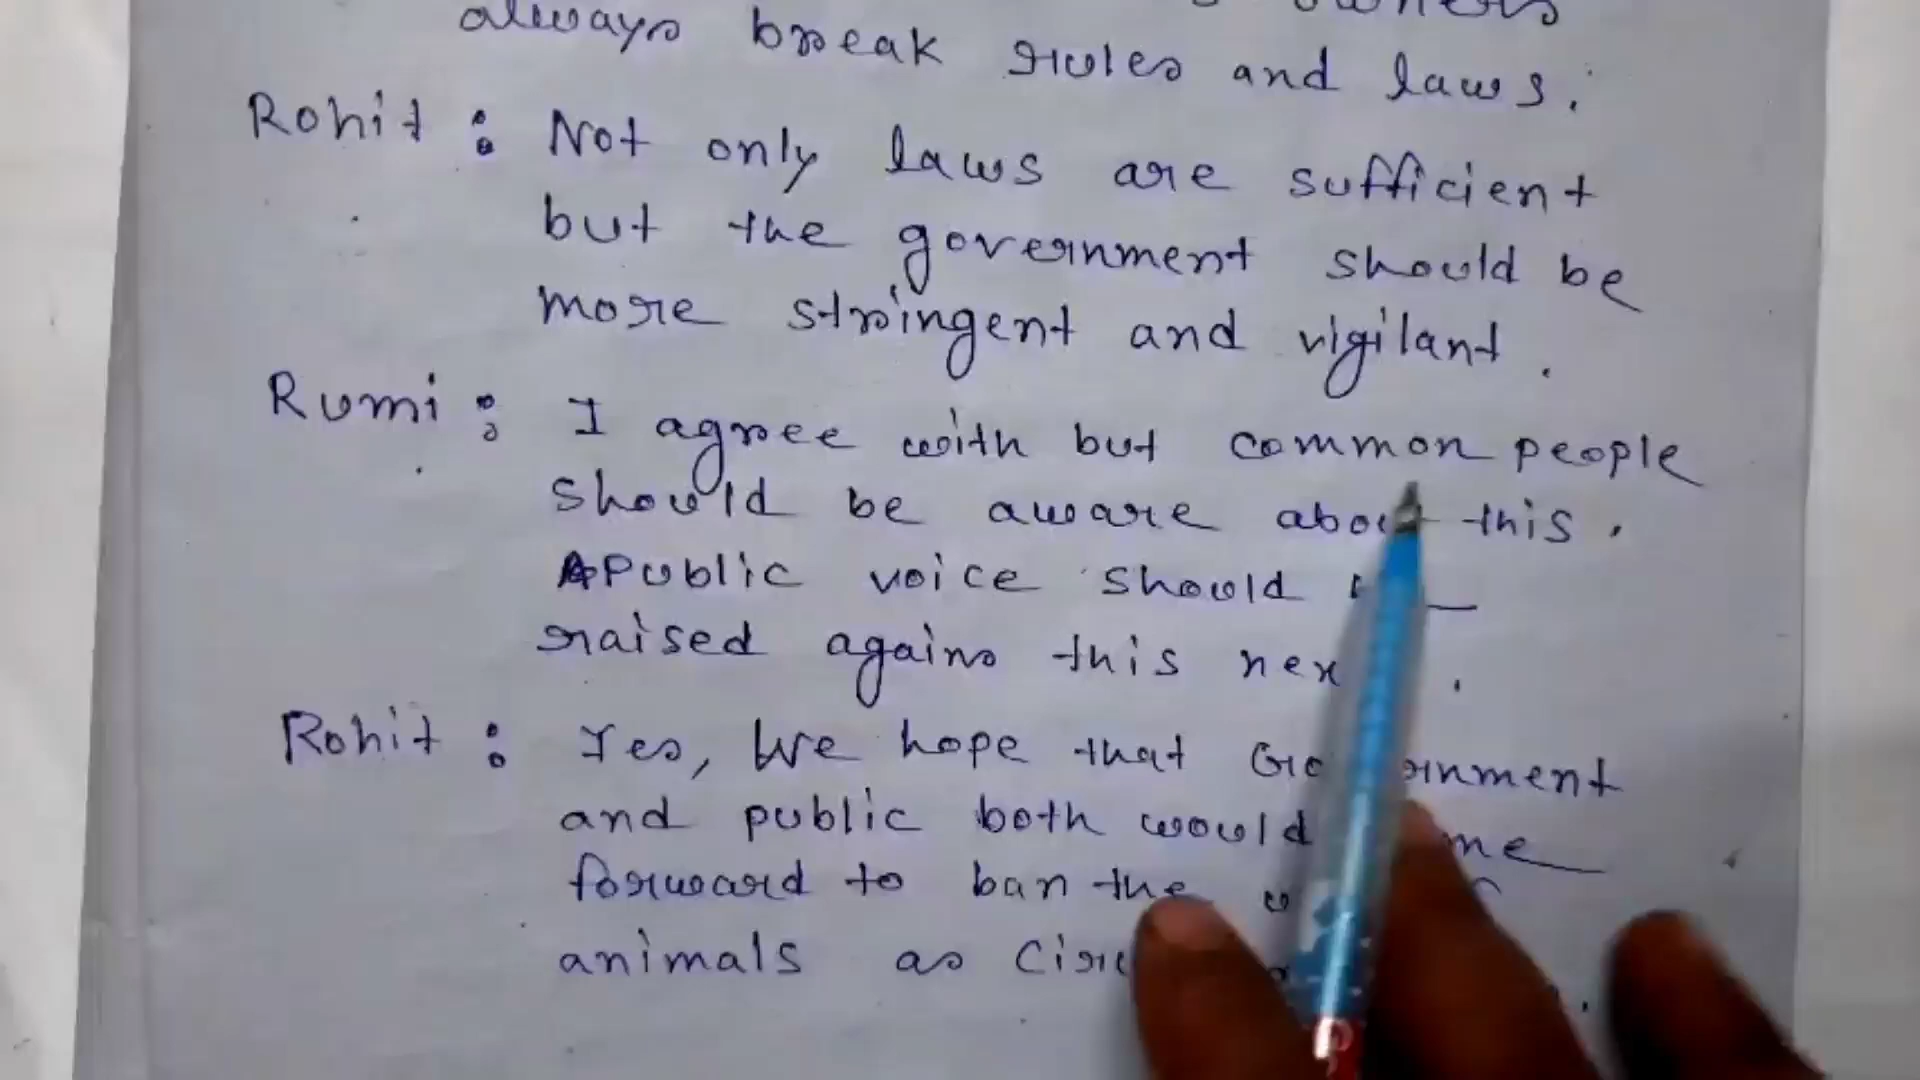 always break rules and laws.
Rohit : Not only laws are sufficient
but the government should be
more stringent and vigilant.
Rumi : I agree with but common people
should be aware about this.
Public voice should
raised agains this
Rohit : Yes, We hope that Government
and public both would
forward to ban the
animals as